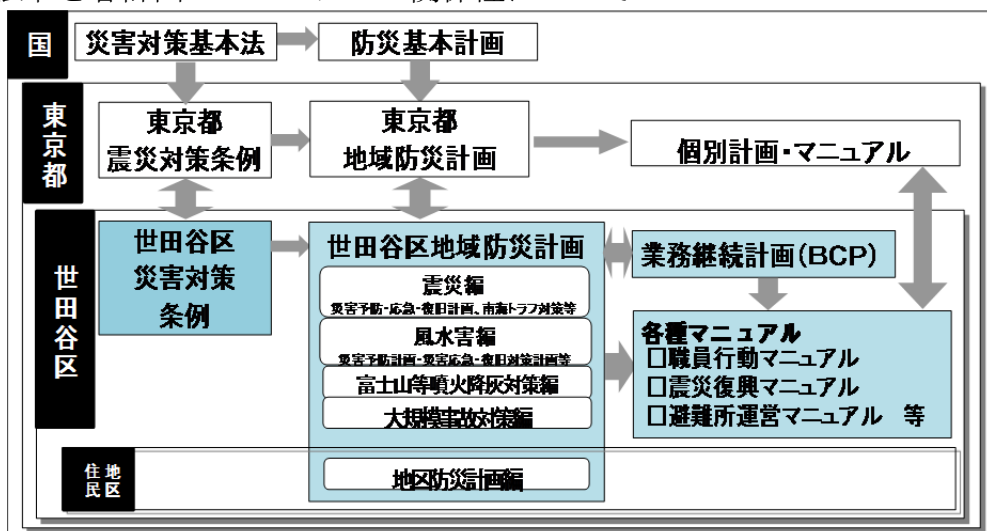 国
災害対策基本法
防災基本計画
東京都
東京都
震災対策条例
東京都
地域防災計画
個別計画・マニュアル
世田谷区
世田谷区
災害対策
条例
世田谷区地域防災計画
震災編
災害予防・応急・復旧計画、南海トラフ対策等
風水害編
災害予防計画・災害応急・復旧対策計画等
富士山等噴火降灰対策編
大規模事故対策編
地区防災計画編
業務継続計画(BCP)
各種マニュアル
□職員行動マニュアル
□震災復興マニュアル
□避難所運営マニュアル 等
地区
住民